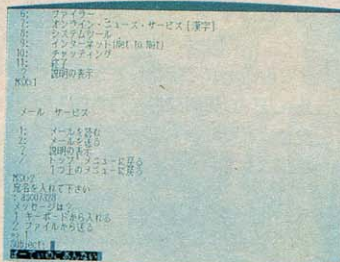 6: ファイラー
7: オンライン・ニュース・サービス [漢字]
8: システムツール
9: インターネット (Net To Net)
10: チャッティング
11: 終了
?: 説明の表示
メール サービス
1: メールを読む
2: メールを送る
?: 説明の表示
トップ メニューに戻る
1つ上のメニューに戻る
宛名を入れて下さい
メッセージは?
1 キーボードから入れる
2 ファイルから送る
=> 1
Subject: